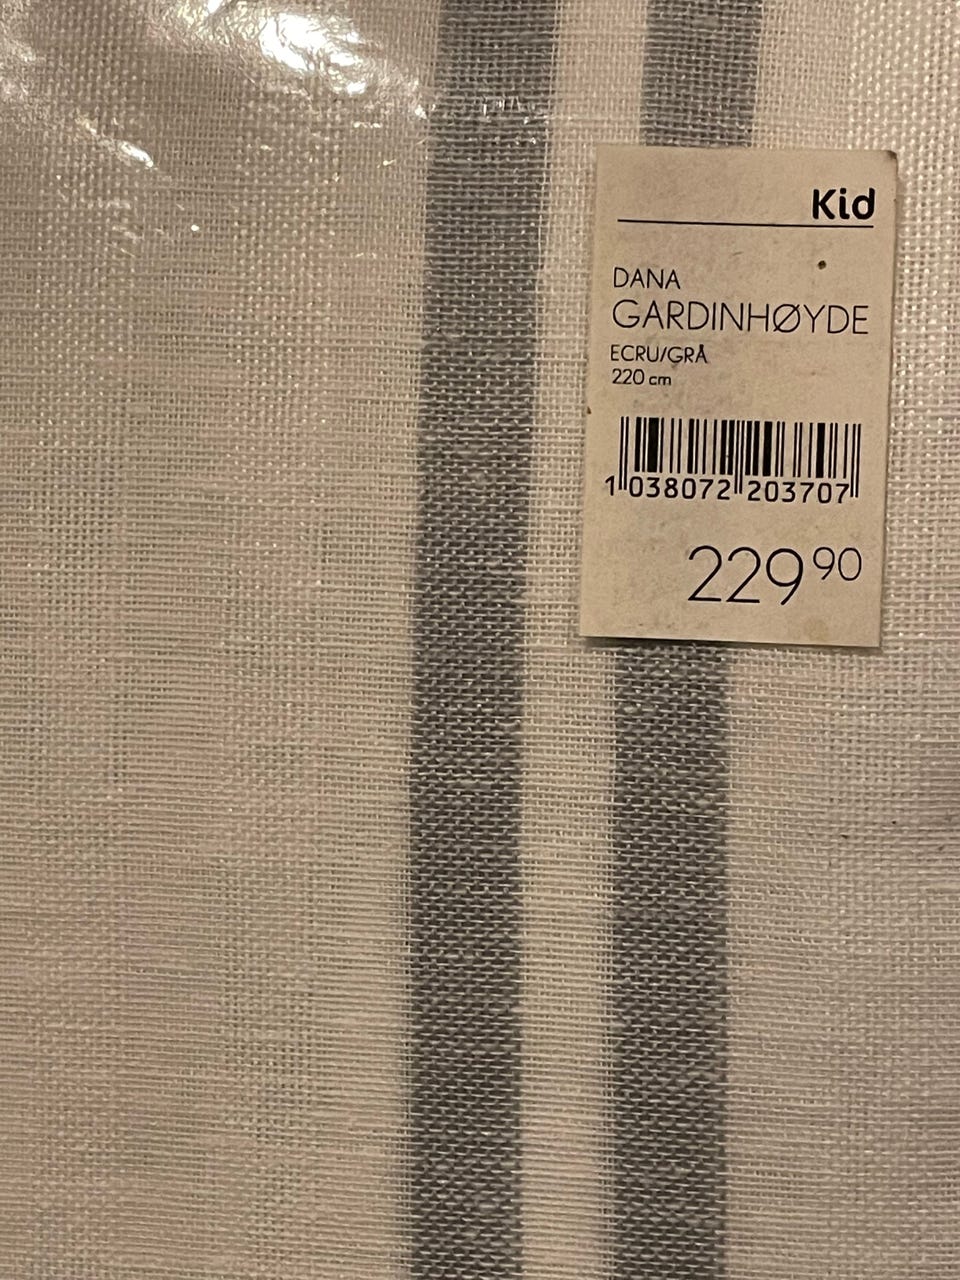 Kid
DANA
GARDINHØYDE
ECRU/GRÅ
220 cm
1 038072 203707
229 90